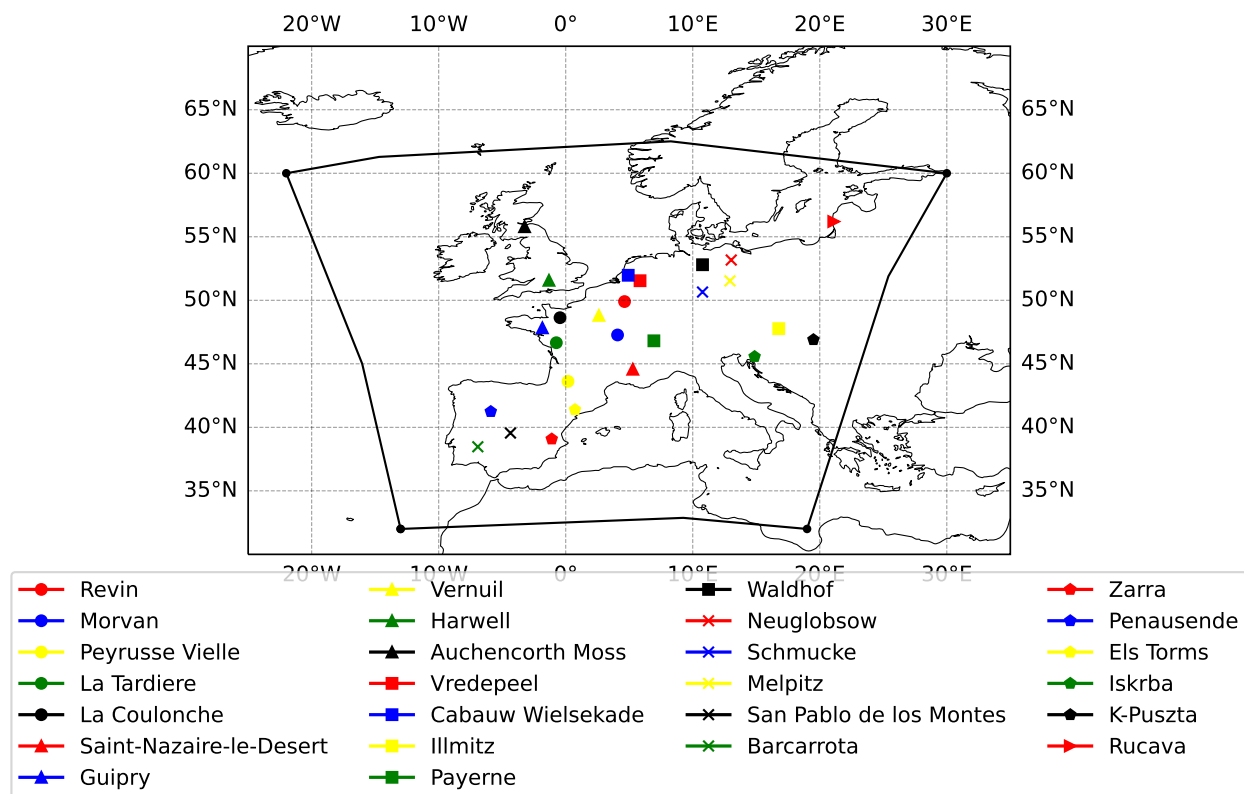 20°W 10°W 0° 10°E 20°E 30°E
65°N 65°N
60°N 60°N
55°N 55°N
50°N 50°N
45°N 45°N
40°N 40°N
35°N 35°N
20°W 10°W 0° 10°E 20°E 30°E
Revin Vernuil Waldhof Zarra
Morvan Harwell Neuglobsow Penausende
Peyrusse Vielle Auchencorth Moss Schmucke Els Torms
La Tardiere Vredepeel Melpitz Iskrba
La Coulonche Cabauw Wielsekade San Pablo de los Montes K-Puszta
Saint-Nazaire-le-Desert Illmitz Barcarrota Rucava
Guipry Payerne